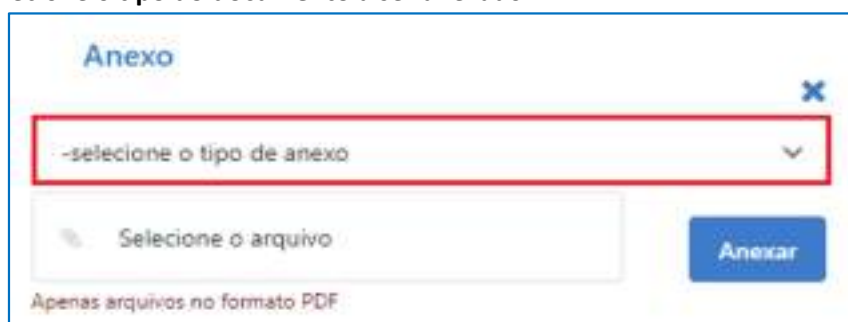 Anexo
-selecione o tipo de anexo
Selecione o arquivo
Anexar
Apenas arquivos no formato PDF